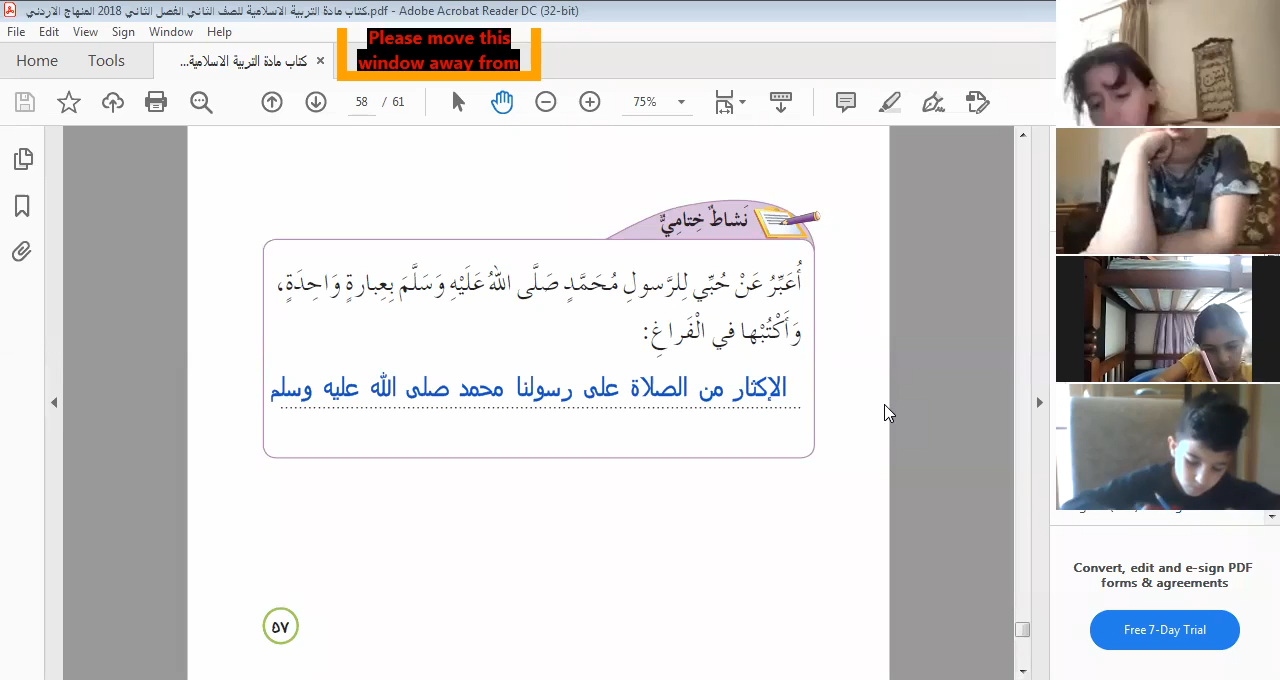 كتاب مادة التربية الاسلامية للصف الثاني الفصل الثاني 2018 المنهاج الاردني.pdf - Adobe Acrobat Reader DC (32-bit)
File Edit View Sign Window Help
Please move this
window away from
Home Tools كتاب مادة التربية الاسلامية... ×
58 / 61 75%
نَشاطٌ خِتامِيٌّ
أُعَبِّرُ عَنْ حُبِّي لِلرَّسولِ مُحَمَّدٍ صَلَّى اللهُ عَلَيْهِ وَسَلَّمَ بِعِبارةٍ وَاحِدَةٍ،
وَأَكْتُبْها في الْفَراغِ:
الإكثار من الصلاة على رسولنا محمد صلى الله عليه وسلم
٥٧
Convert, edit and e-sign PDF
forms & agreements
Free 7-Day Trial